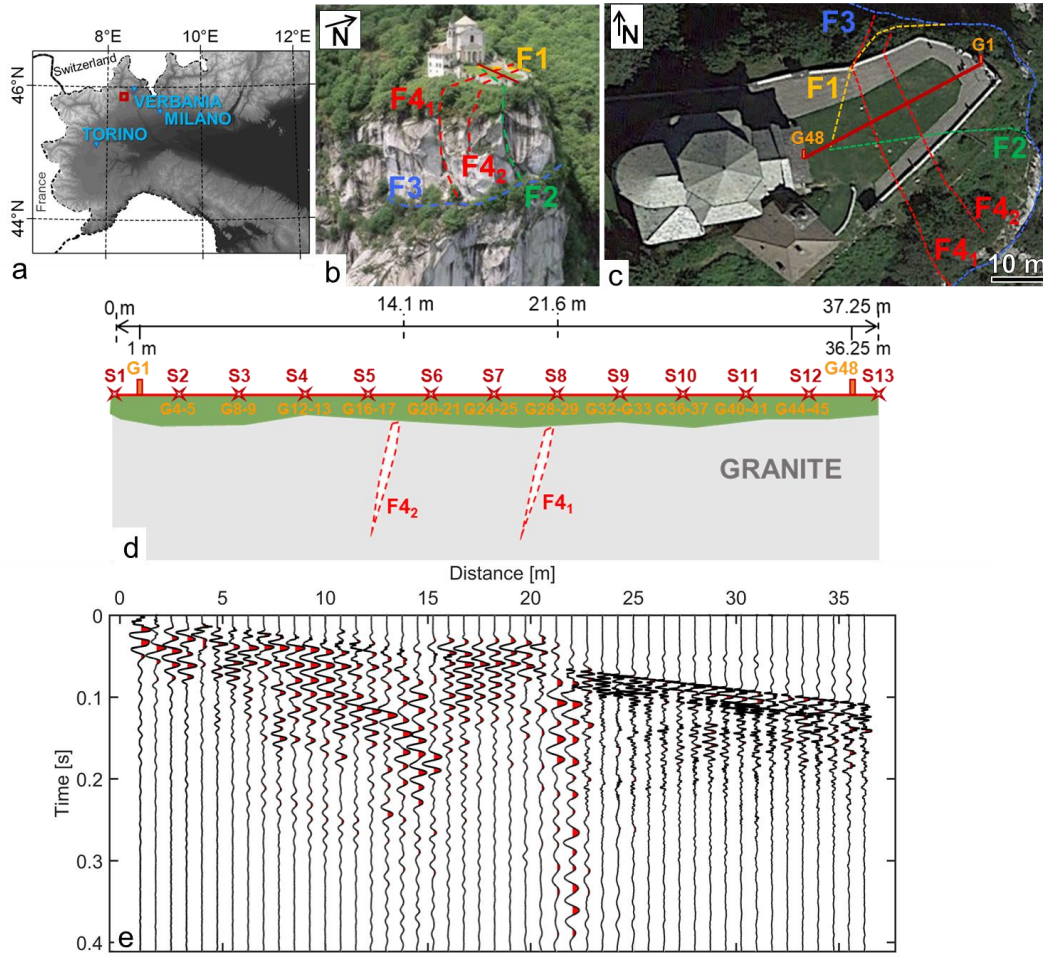 8°E
10°E
12°E
Switzerland
46°N
VERBANIA
MILANO
TORINO
France
44°N
a
N
F1
F4₁
F4₂
F3
F2
b
N
F3
G1
F1
G48
F2
F4₂
F4₁
10 m
c
0 m
14.1 m
21.6 m
37.25 m
1 m
36.25 m
G1
G48
S1 S2 S3 S4 S5 S6 S7 S8 S9 S10 S11 S12 S13
G4-5 G8-9 G12-13 G16-17 G20-21 G24-25 G28-29 G32-G33 G36-37 G40-41 G44-45
GRANITE
F4₂
F4₁
d
Distance [m]
0 5 10 15 20 25 30 35
0
0.1
0.2
0.3
0.4
Time [s]
e